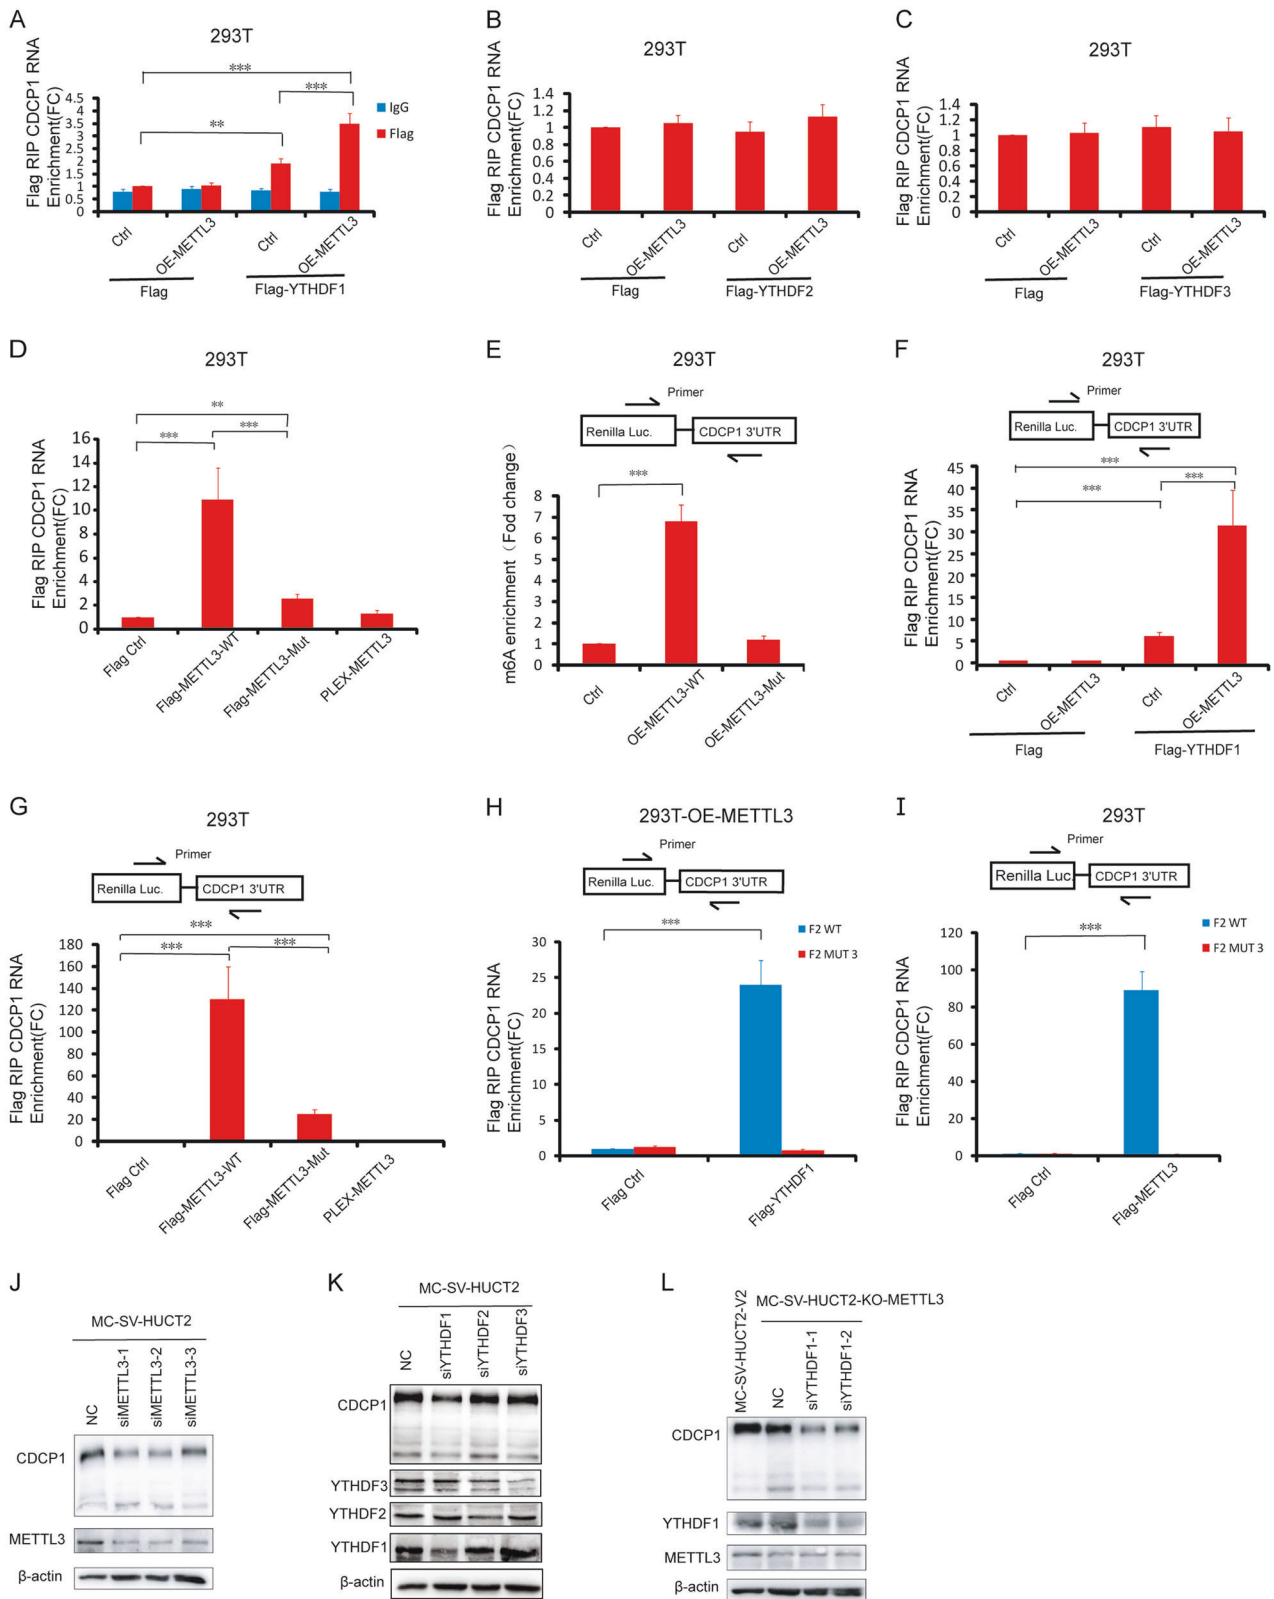 A
293T
Flag RIP CDCP1 RNA
Enrichment(FC)
***
***
**
4.5
4
3.5
3
2.5
2
1.5
1
0.5
0
IgG
Flag
Ctrl
OE-METTL3
Ctrl
OE-METTL3
Flag
Flag-YTHDF1
B
293T
Flag RIP CDCP1 RNA
Enrichment(FC)
1.4
1.2
1
0.8
0.6
0.4
0.2
0
Ctrl
OE-METTL3
Ctrl
OE-METTL3
Flag
Flag-YTHDF2
C
293T
Flag RIP CDCP1 RNA
Enrichment(FC)
1.4
1.2
1
0.8
0.6
0.4
0.2
0
Ctrl
OE-METTL3
Ctrl
OE-METTL3
Flag
Flag-YTHDF3
D
293T
Flag RIP CDCP1 RNA
Enrichment(FC)
**
***
***
16
14
12
10
8
6
4
2
0
Flag Ctrl
Flag-METTL3-WT
Flag-METTL3-Mut
PLEX-METTL3
E
293T
Primer
Renilla Luc.
CDCP1 3'UTR
m6A enrichment（Fod change）
***
8
7
6
5
4
3
2
1
0
Ctrl
OE-METTL3-WT
OE-METTL3-Mut
F
293T
Primer
Renilla Luc.
CDCP1 3'UTR
Flag RIP CDCP1 RNA
Enrichment(FC)
***
***
***
45
40
35
30
25
20
15
10
5
0
Ctrl
OE-METTL3
Ctrl
OE-METTL3
Flag
Flag-YTHDF1
G
293T
Primer
Renilla Luc.
CDCP1 3'UTR
Flag RIP CDCP1 RNA
Enrichment(FC)
***
***
***
180
160
140
120
100
80
60
40
20
0
Flag Ctrl
Flag-METTL3-WT
Flag-METTL3-Mut
PLEX-METTL3
H
293T-OE-METTL3
Primer
Renilla Luc.
CDCP1 3'UTR
Flag RIP CDCP1 RNA
Enrichment(FC)
***
F2 WT
F2 MUT 3
30
25
20
15
10
5
0
Flag Ctrl
Flag-YTHDF1
I
293T
Primer
Renilla Luc.
CDCP1 3'UTR
Flag RIP CDCP1 RNA
Enrichment(FC)
***
F2 WT
F2 MUT 3
120
100
80
60
40
20
0
Flag Ctrl
Flag-METTL3
J
MC-SV-HUCT2
NC
siMETTL3-1
siMETTL3-2
siMETTL3-3
CDCP1
METTL3
β-actin
K
MC-SV-HUCT2
NC
siYTHDF1
siYTHDF2
siYTHDF3
CDCP1
YTHDF3
YTHDF2
YTHDF1
β-actin
L
MC-SV-HUCT2-V2
MC-SV-HUCT2-KO-METTL3
NC
siYTHDF1-1
siYTHDF1-2
CDCP1
YTHDF1
METTL3
β-actin